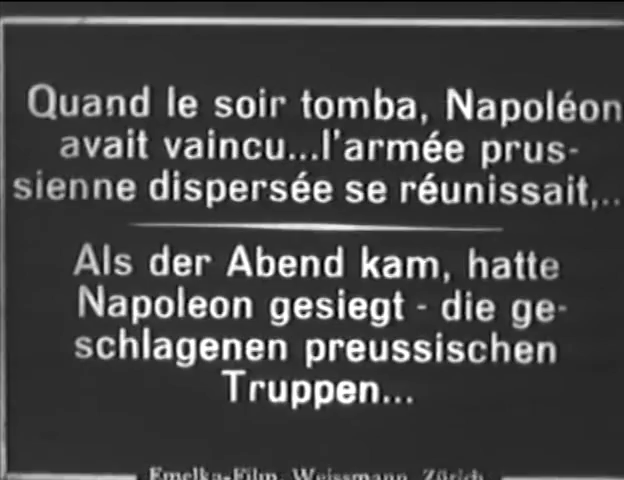 Quand le soir tomba, Napoléon
avait vaincu...l'armée prus-
sienne dispersée se réunissait,..
Als der Abend kam, hatte
Napoleon gesiegt - die ge-
schlagenen preussischen
Truppen...
Emelka-Film, Weissmann, Zürich